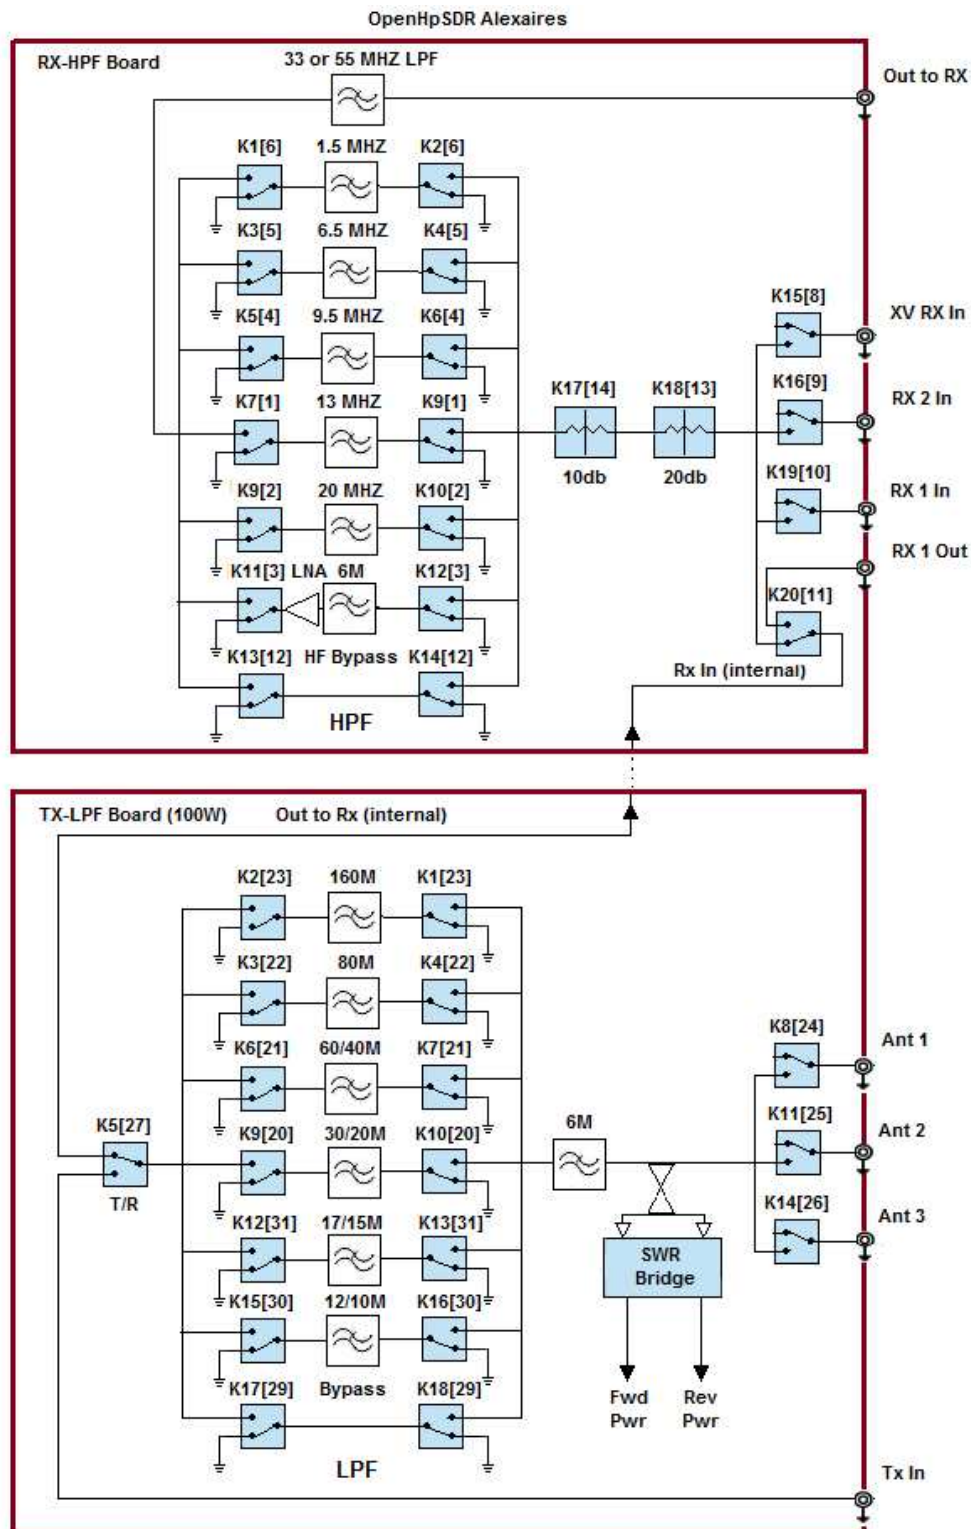 OpenHpSDR Alexaires
RX-HPF Board
33 or 55 MHZ LPF
Out to RX
K1[6] 1.5 MHZ K2[6]
K3[5] 6.5 MHZ K4[5]
K15[8]
XV RX In
K5[4] 9.5 MHZ K6[4]
K16[9]
RX 2 In
K17[14] K18[13]
K7[1] 13 MHZ K9[1]
10db 20db
K19[10]
RX 1 In
K9[2] 20 MHZ K10[2]
RX 1 Out
K11[3] LNA 6M K12[3]
K20[11]
K13[12] HF Bypass K14[12]
Rx In (internal)
HPF
TX-LPF Board (100W) Out to Rx (internal)
K2[23] 160M K1[23]
K3[22] 80M K4[22]
K8[24]
Ant 1
K6[21] 60/40M K7[21]
K11[25]
Ant 2
K5[27]
K9[20] 30/20M K10[20]
6M
T/R
K14[26]
Ant 3
K12[31] 17/15M K13[31]
SWR
Bridge
K15[30] 12/10M K16[30]
K17[29] Bypass K18[29]
Fwd
Pwr
Rev
Pwr
LPF
Tx In